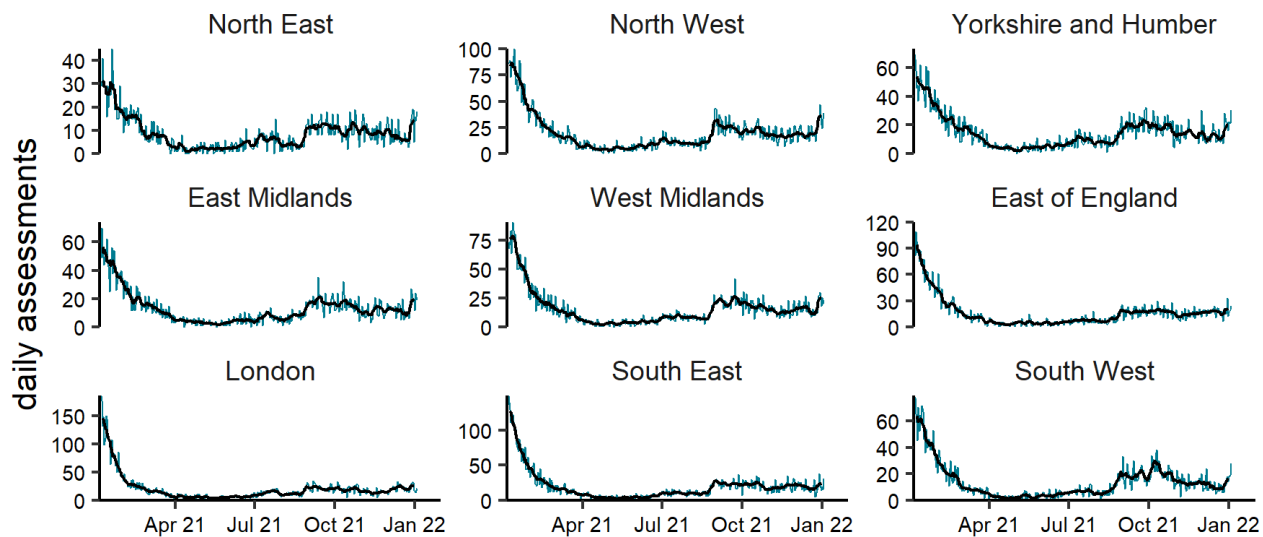 daily assessments
North East
40
30
20
10
0
North West
100
75
50
25
0
Yorkshire and Humber
60
40
20
0
East Midlands
60
40
20
0
West Midlands
75
50
25
0
East of England
120
90
60
30
0
London
150
100
50
0
Apr 21 Jul 21 Oct 21 Jan 22
South East
100
50
0
Apr 21 Jul 21 Oct 21 Jan 22
South West
60
40
20
0
Apr 21 Jul 21 Oct 21 Jan 22